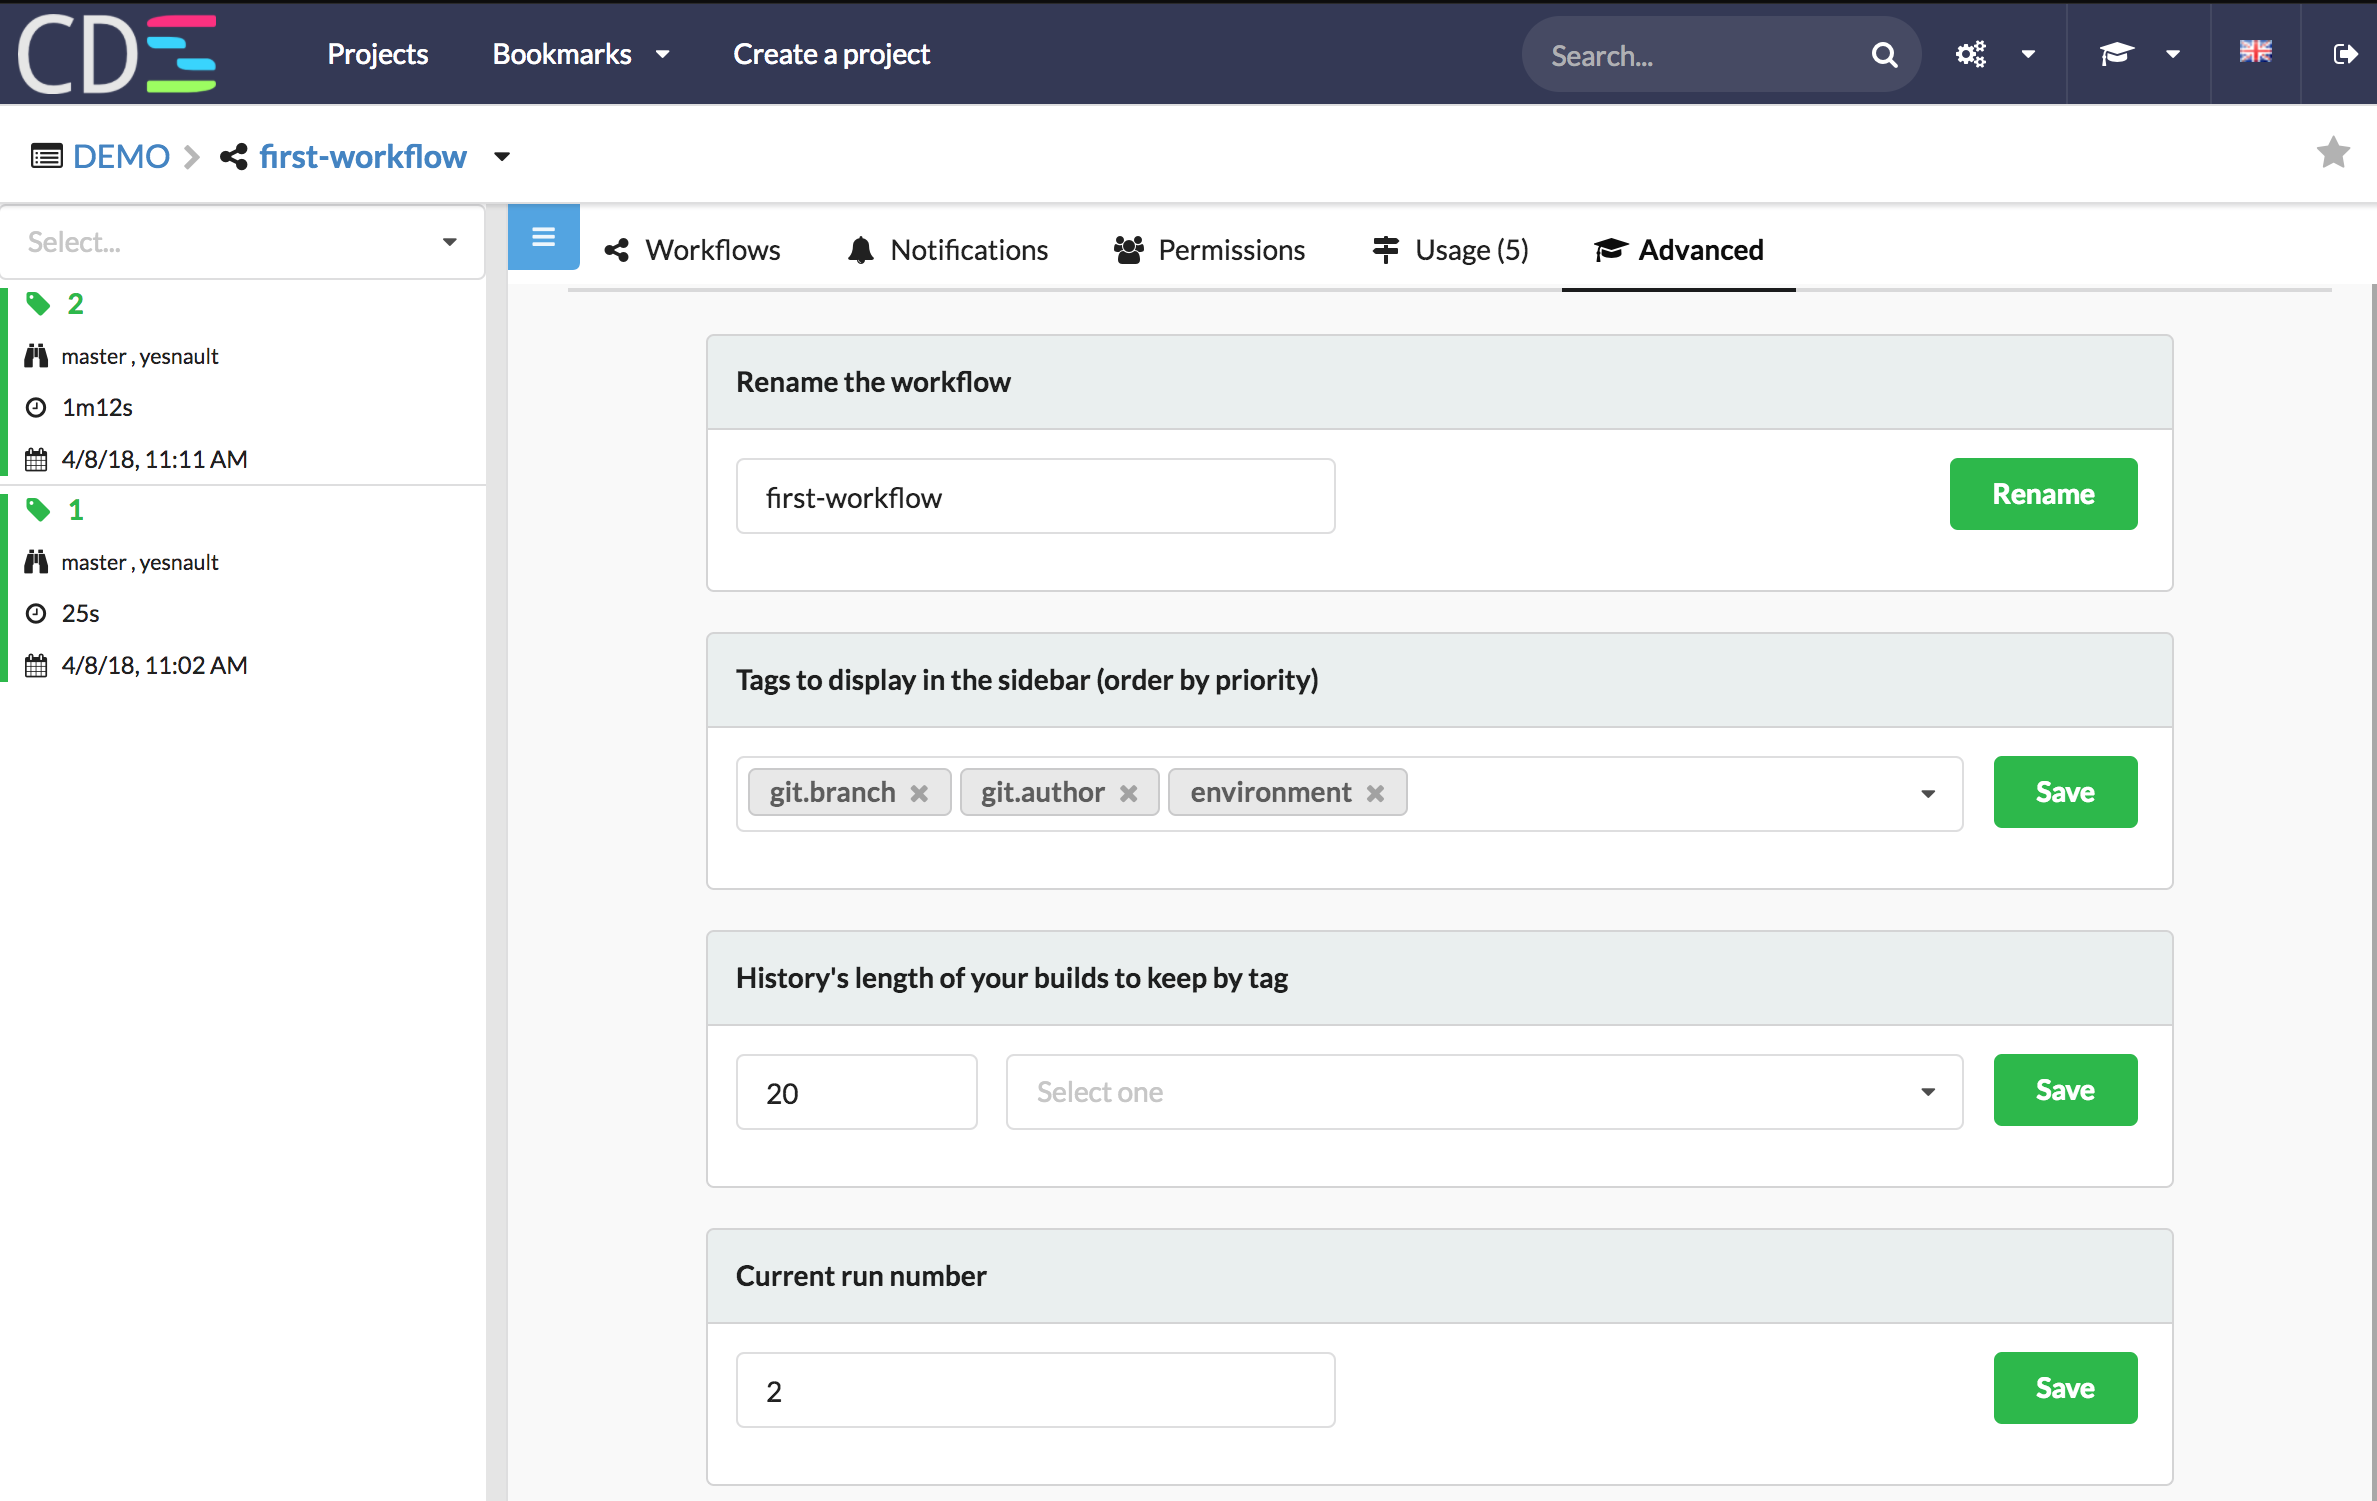 CDE Projects Bookmarks Create a project Search...
DEMO first-workflow
Select...
2
master , yesnault
1m12s
4/8/18, 11:11 AM
1
master , yesnault
25s
4/8/18, 11:02 AM
Workflows Notifications Permissions Usage (5) Advanced
Rename the workflow
first-workflow Rename
Tags to display in the sidebar (order by priority)
git.branch git.author environment Save
History's length of your builds to keep by tag
20 Select one Save
Current run number
2 Save